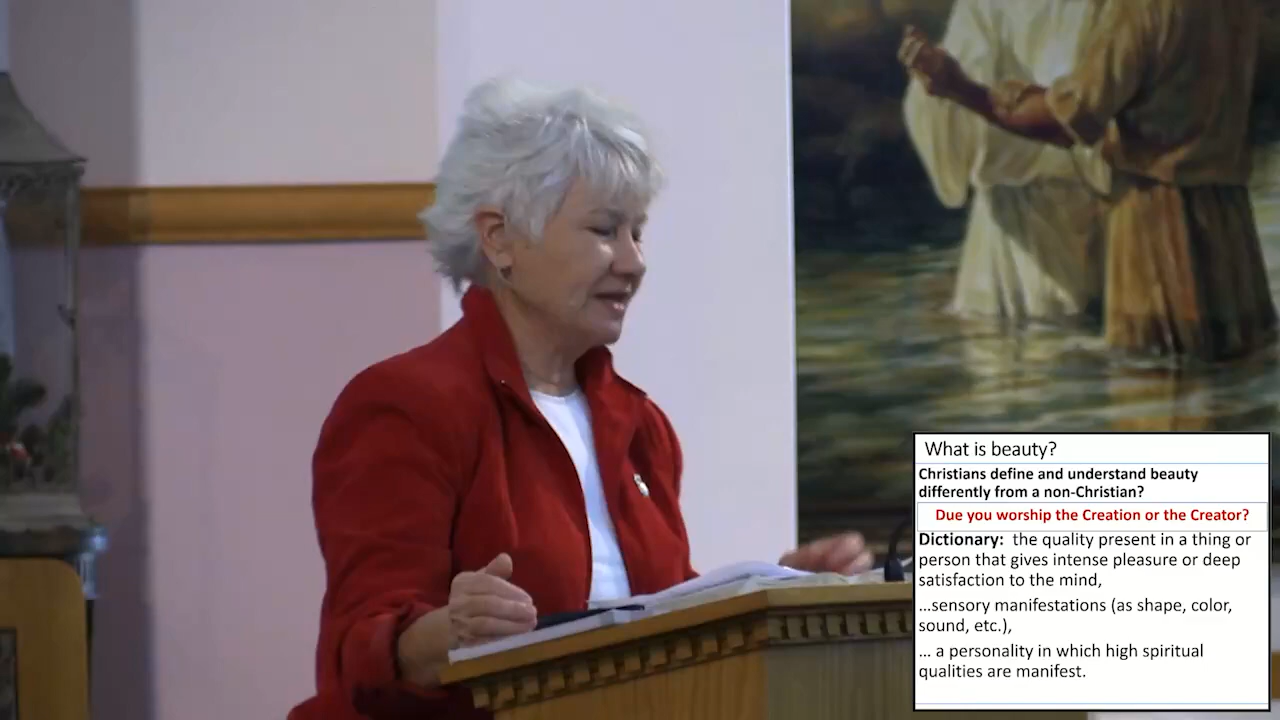 What is beauty?
Christians define and understand beauty
differently from a non-Christian?
Due you worship the Creation or the Creator?
Dictionary: the quality present in a thing or
person that gives intense pleasure or deep
satisfaction to the mind,
...sensory manifestations (as shape, color,
sound, etc.),
... a personality in which high spiritual
qualities are manifest.